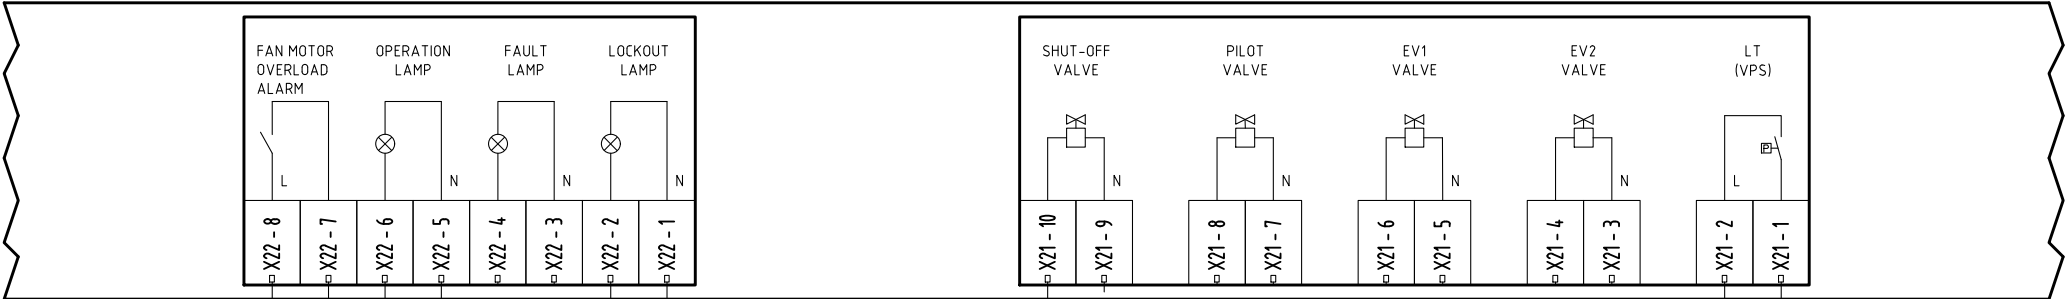 FAN MOTOR
OVERLOAD
ALARM
OPERATION
LAMP
FAULT
LAMP
LOCKOUT
LAMP
L
N
N
N
X22 - 8
X22 - 7
X22 - 6
X22 - 5
X22 - 4
X22 - 3
X22 - 2
X22 - 1
SHUT-OFF
VALVE
PILOT
VALVE
EV1
VALVE
EV2
VALVE
LT
(VPS)
P
N
N
N
N
L
X21 - 10
X21 - 9
X21 - 8
X21 - 7
X21 - 6
X21 - 5
X21 - 4
X21 - 3
X21 - 2
X21 - 1